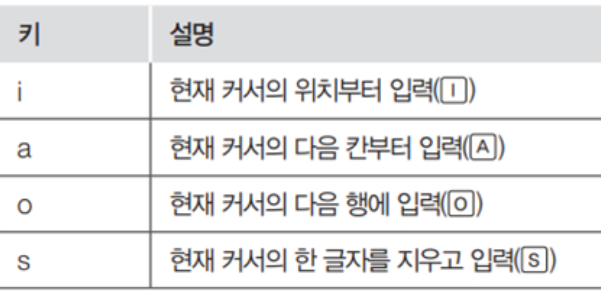 키 설명
i 현재 커서의 위치부터 입력(I)
a 현재 커서의 다음 칸부터 입력(A)
o 현재 커서의 다음 행에 입력(O)
s 현재 커서의 한 글자를 지우고 입력(S)